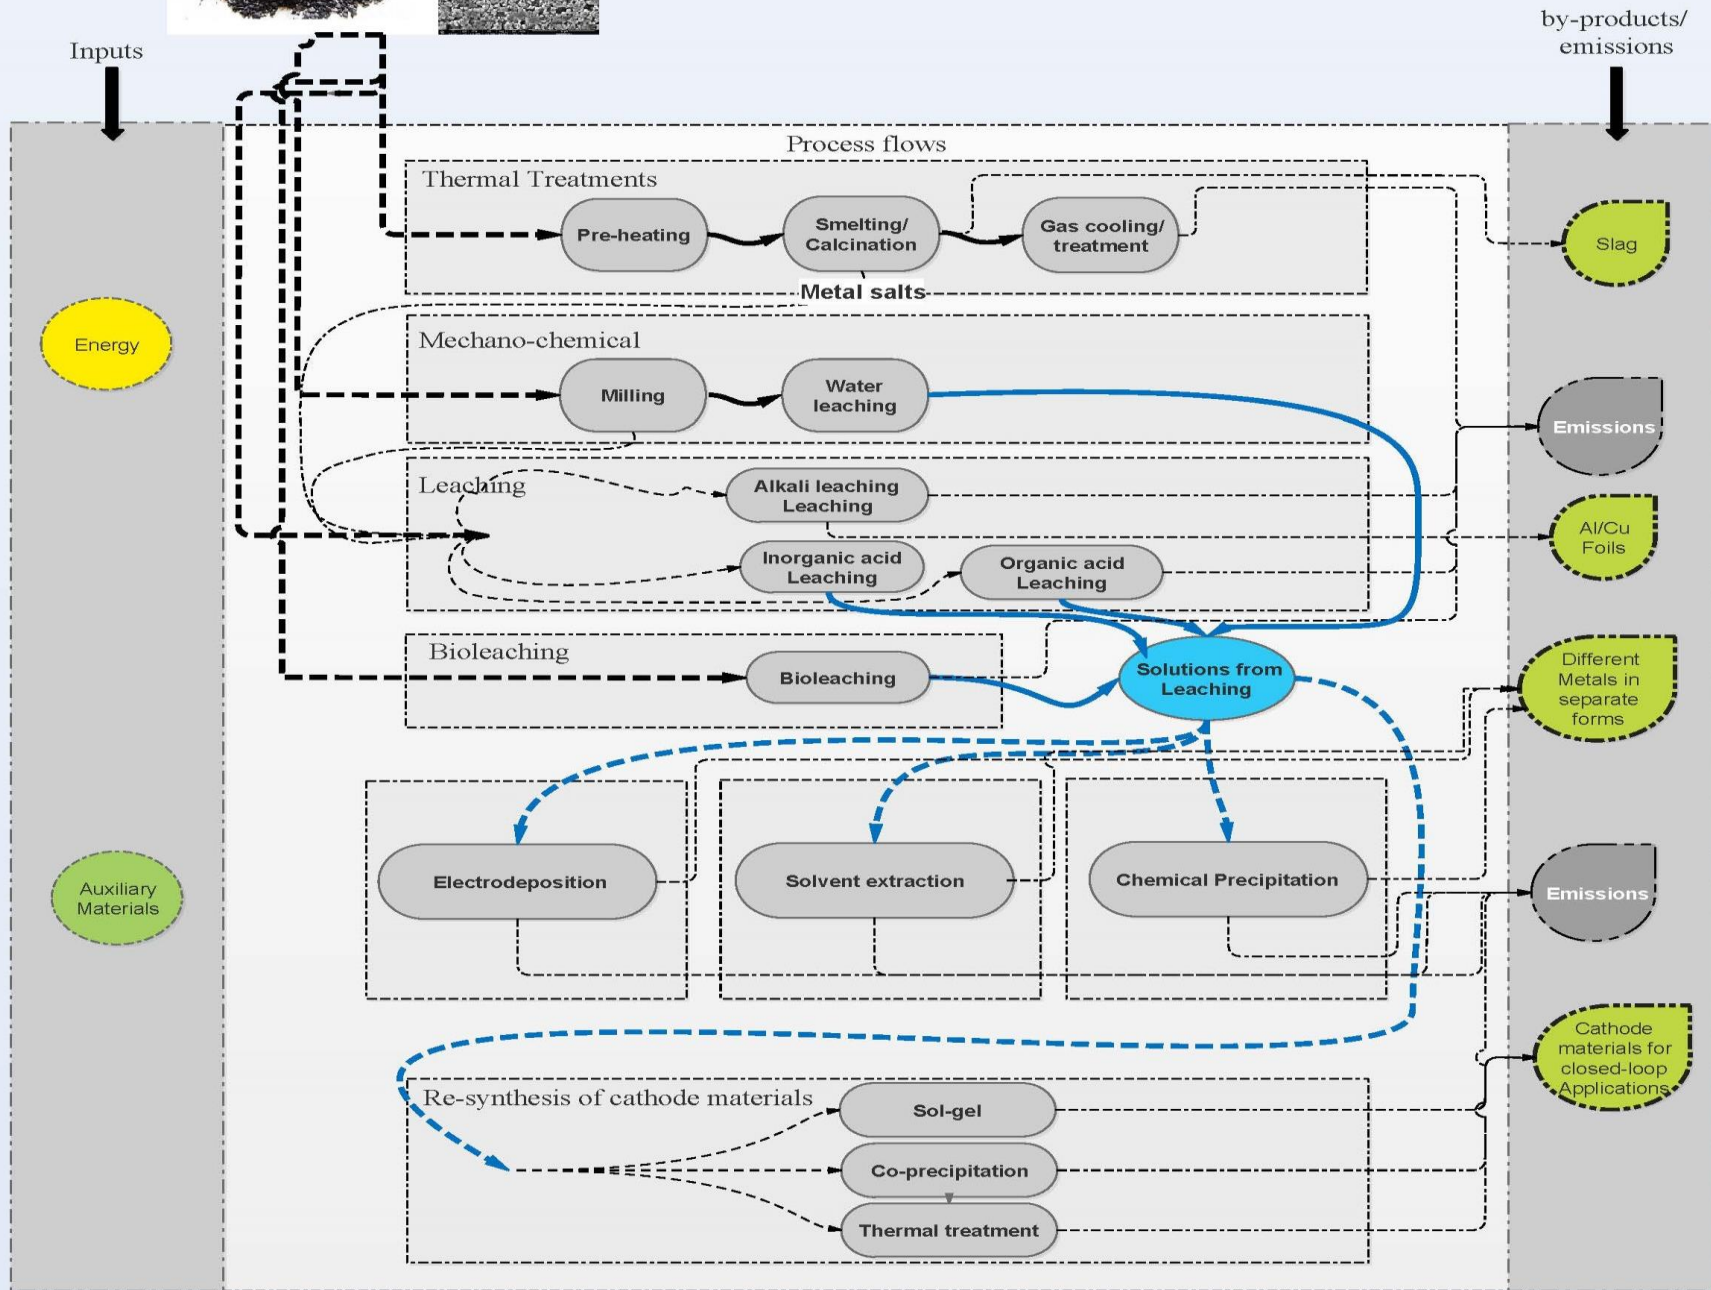 Inputs
by-products/
emissions
Process flows
Thermal Treatments
Pre-heating
Smelting/
Calcination
Gas cooling/
treatment
Slag
Metal salts
Energy
Mechano-chemical
Milling
Water
leaching
Emissions
Leaching
Alkali leaching
Leaching
Al/Cu
Foils
Inorganic acid
Leaching
Organic acid
Leaching
Bioleaching
Bioleaching
Solutions from
Leaching
Different
Metals in
separate
forms
Auxiliary
Materials
Electrodeposition
Solvent extraction
Chemical Precipitation
Emissions
Cathode
materials for
closed-loop
Applications
Re-synthesis of cathode materials
Sol-gel
Co-precipitation
Thermal treatment